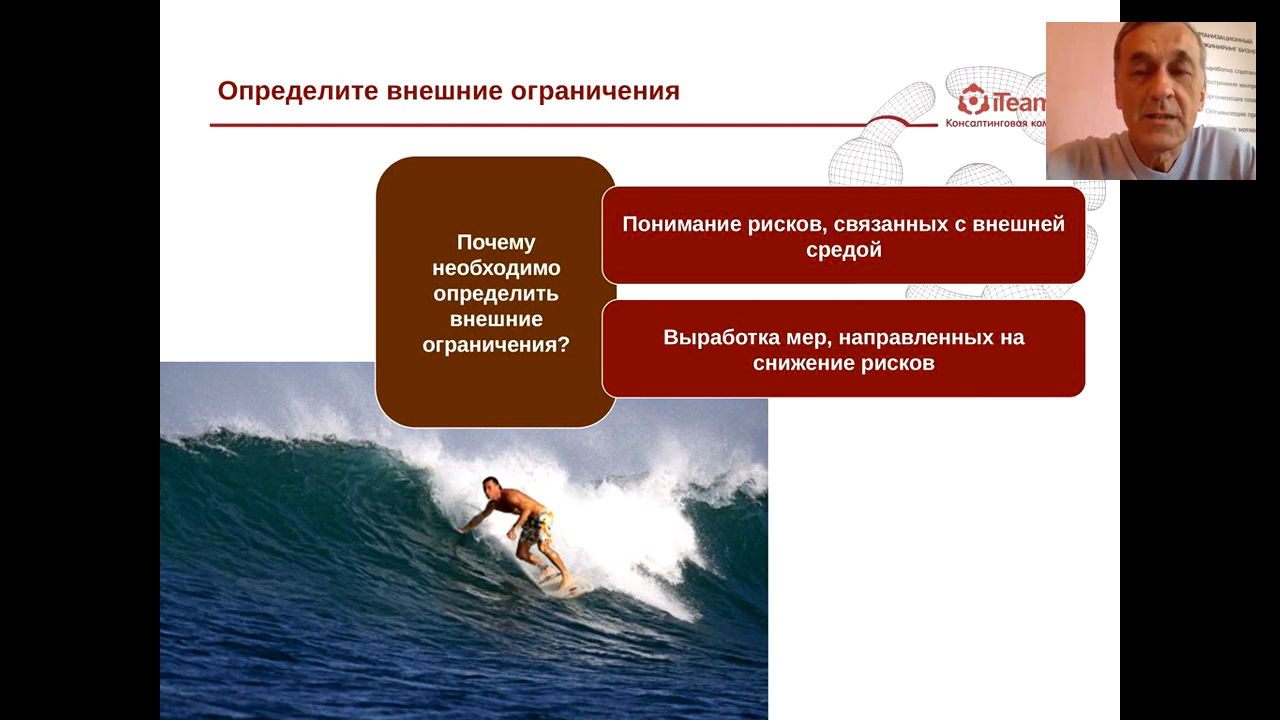 Определите внешние ограничения
iTeam
Консалтинговая
Почему
необходимо
определить
внешние
ограничения?
Понимание рисков, связанных с внешней
средой
Выработка мер, направленных на
снижение рисков